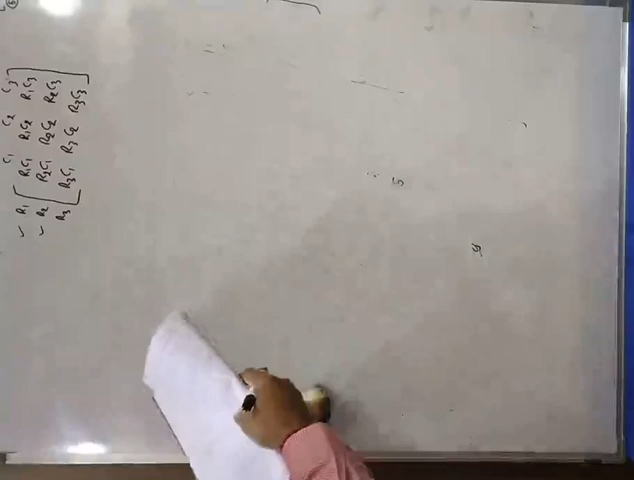 C1 C2 C3
✓ R1 [ R1C1 R1C2 R1C3 ]
✓ R2 R2C1 R2C2 R2C3
R3 R3C1 R3C2 R3C3